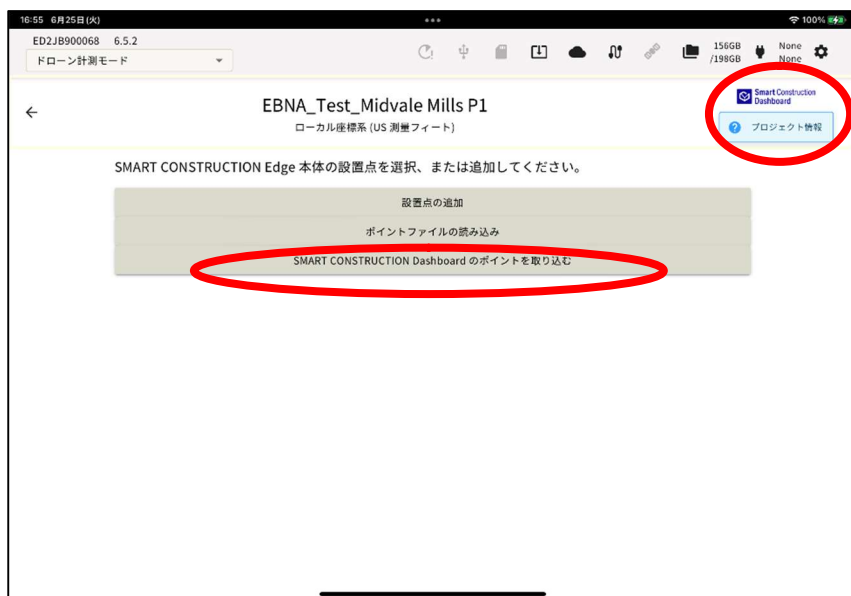 16:55 6月25日(火)
100%
ED2JB900068 6.5.2
ドローン計測モード
156GB
/198GB
None
None
EBNA_Test_Midvale Mills P1
ローカル座標系 (US 測量フィート)
Smart Construction
Dashboard
? プロジェクト情報
SMART CONSTRUCTION Edge 本体の設置点を選択、または追加してください。
設置点の追加
ポイントファイルの読み込み
SMART CONSTRUCTION Dashboard のポイントを取り込む